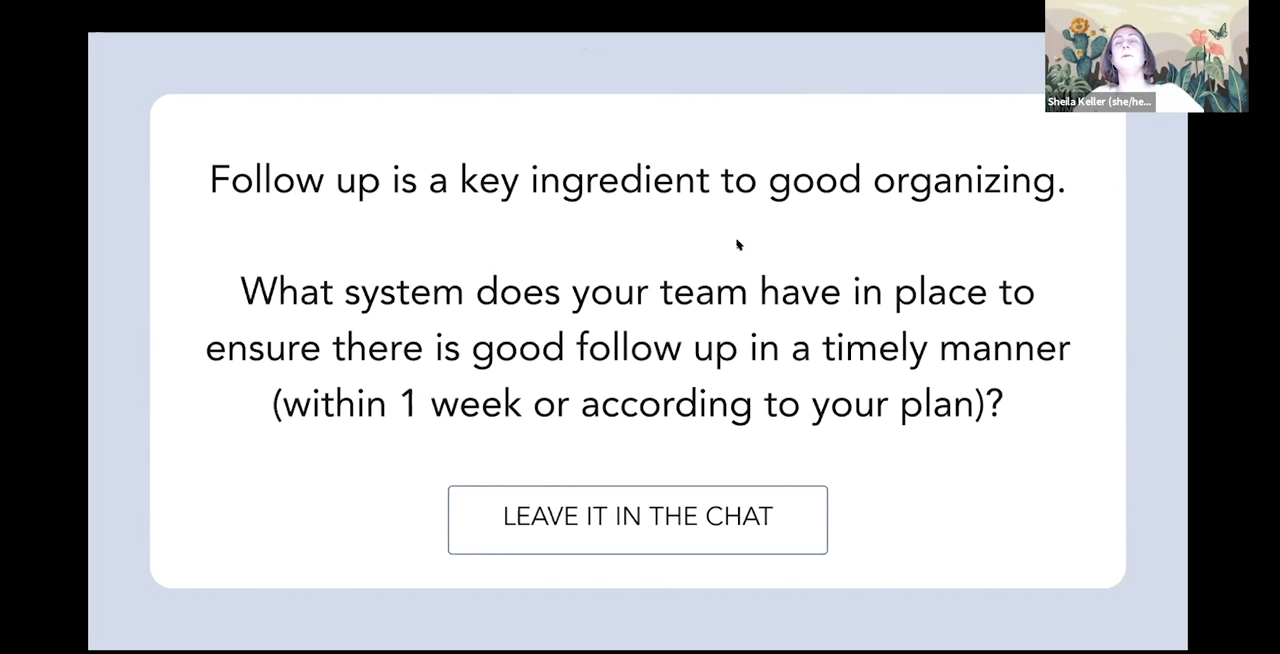 Sheila Keller (she/he...
Follow up is a key ingredient to good organizing.
What system does your team have in place to
ensure there is good follow up in a timely manner
(within 1 week or according to your plan)?
LEAVE IT IN THE CHAT